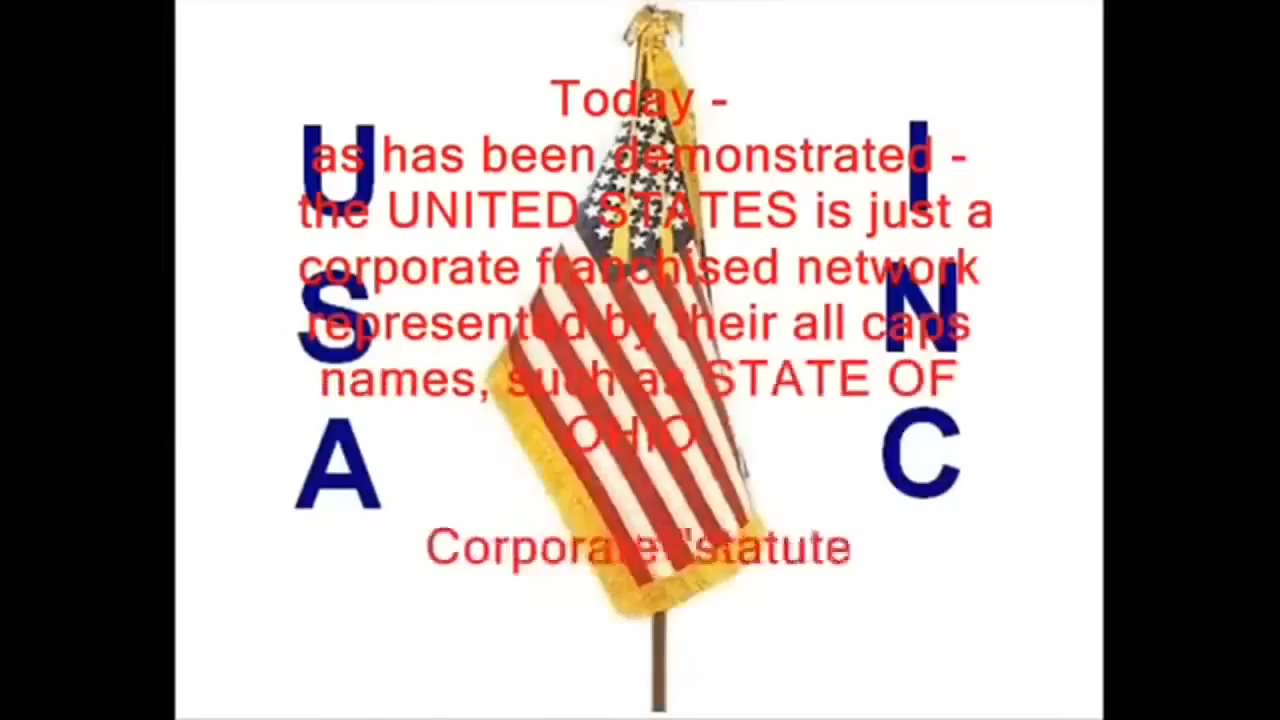 Today -
as has been demonstrated -
the UNITED STATES is just a
corporate franchised network
represented by their all caps
names, such as STATE OF
OHIO
Corporate "statute
U
S
A
I
N
C